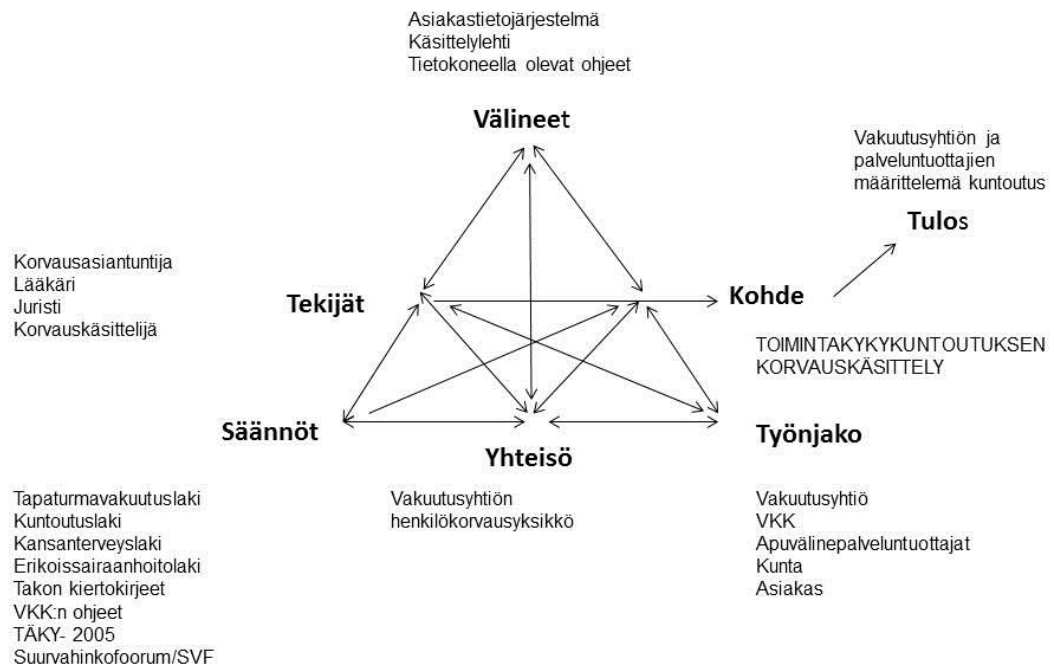 Asiakastietojärjestelmä
Käsittelylehti
Tietokoneella olevat ohjeet
Välineet
Vakuutusyhtiön ja
palveluntuottajien
määrittelemä kuntoutus
Tulos
Korvausasiantuntija
Lääkäri
Juristi
Korvauskäsittelijä
Tekijät
Kohde
TOIMINTAKYKYKUNTOUTUKSEN
KORVAUSKÄSITTELY
Säännöt
Yhteisö
Työnjako
Tapaturmavakuutuslaki
Kuntoutuslaki
Kansanterveyslaki
Erikoissairaanhoitolaki
Takon kiertokirjeet
VKK:n ohjeet
TÄKY- 2005
Suurvahinkofoorum/SVF
Vakuutusyhtiön
henkilökorvausyksikkö
Vakuutusyhtiö
VKK
Apuvälinepalveluntuottajat
Kunta
Asiakas